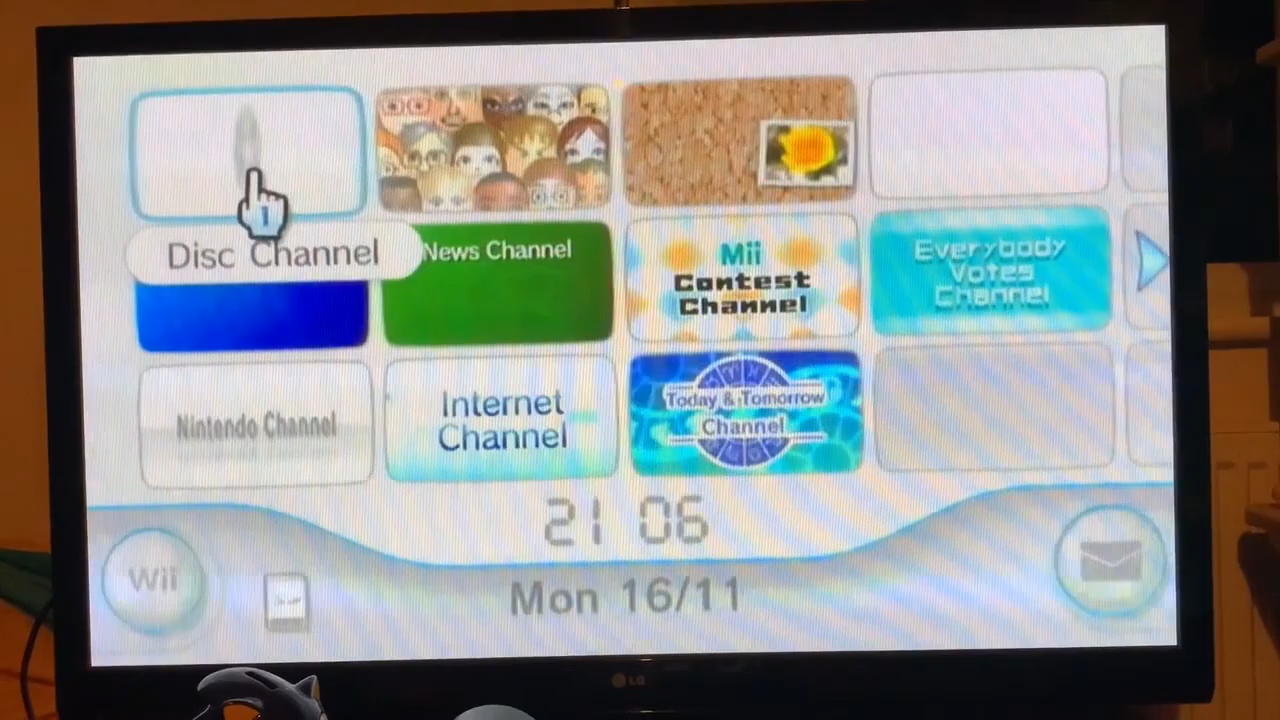 1
Disc Channel
News Channel
Mii
Contest
Channel
Everybody
Votes
Channel
Nintendo Channel
Internet
Channel
Today & Tomorrow
Channel
21 06
Wii
Mon 16/11
LG